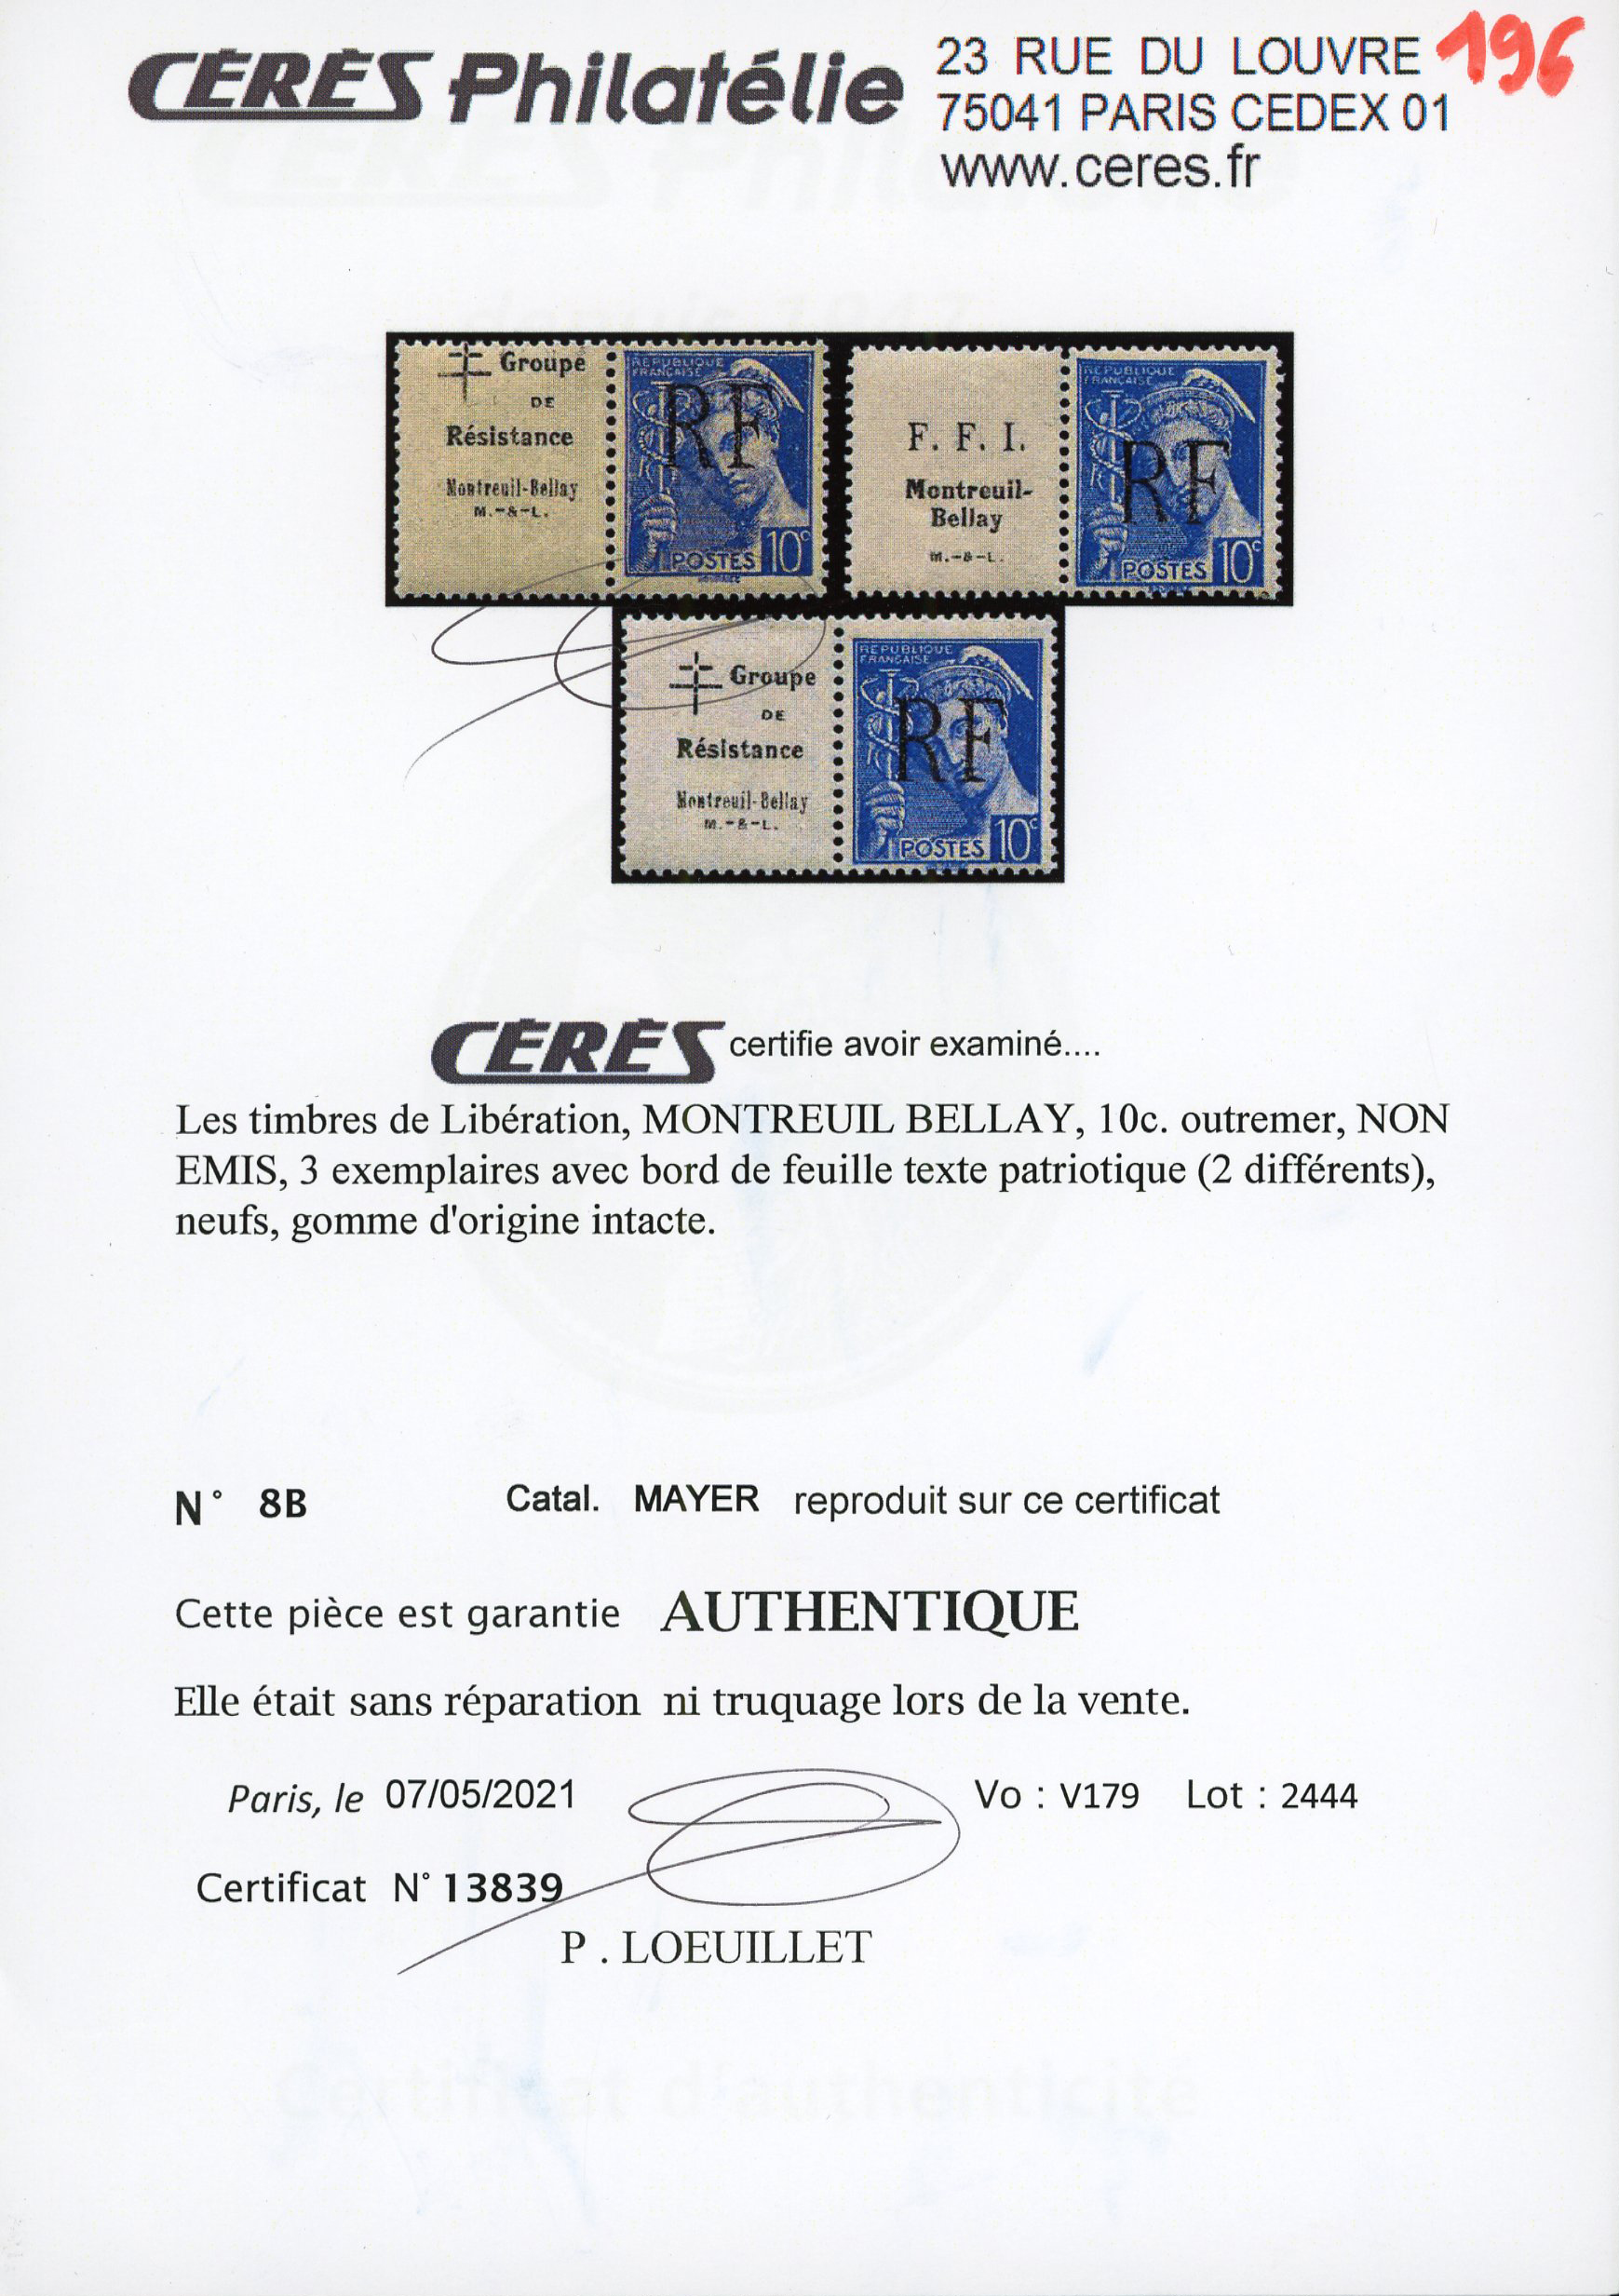 CÉRÈS Philatélie
23 RUE DU LOUVRE
196
75041 PARIS CEDEX 01
www.ceres.fr
Groupe
DE
Résistance
Montreuil-Bellay
M.-&-L.
REPUBLIQUE
FRANÇAISE
RF
POSTES 10c
F. F. I.
Montreuil-
Bellay
M.-&-L.
REPUBLIQUE
FRANÇAISE
RF
POSTES 10c
Groupe
DE
Résistance
Montreuil-Bellay
M.-&-L.
REPUBLIQUE
FRANÇAISE
RF
POSTES 10c
CÉRÈS certifie avoir examiné....
Les timbres de Libération, MONTREUIL BELLAY, 10c. outremer, NON
EMIS, 3 exemplaires avec bord de feuille texte patriotique (2 différents),
neufs, gomme d'origine intacte.
N° 8B Catal. MAYER reproduit sur ce certificat
Cette pièce est garantie AUTHENTIQUE
Elle était sans réparation ni truquage lors de la vente.
Paris, le 07/05/2021 Vo : V179 Lot : 2444
Certificat N° 13839
P . LOEUILLET
Certificat d'authenticité